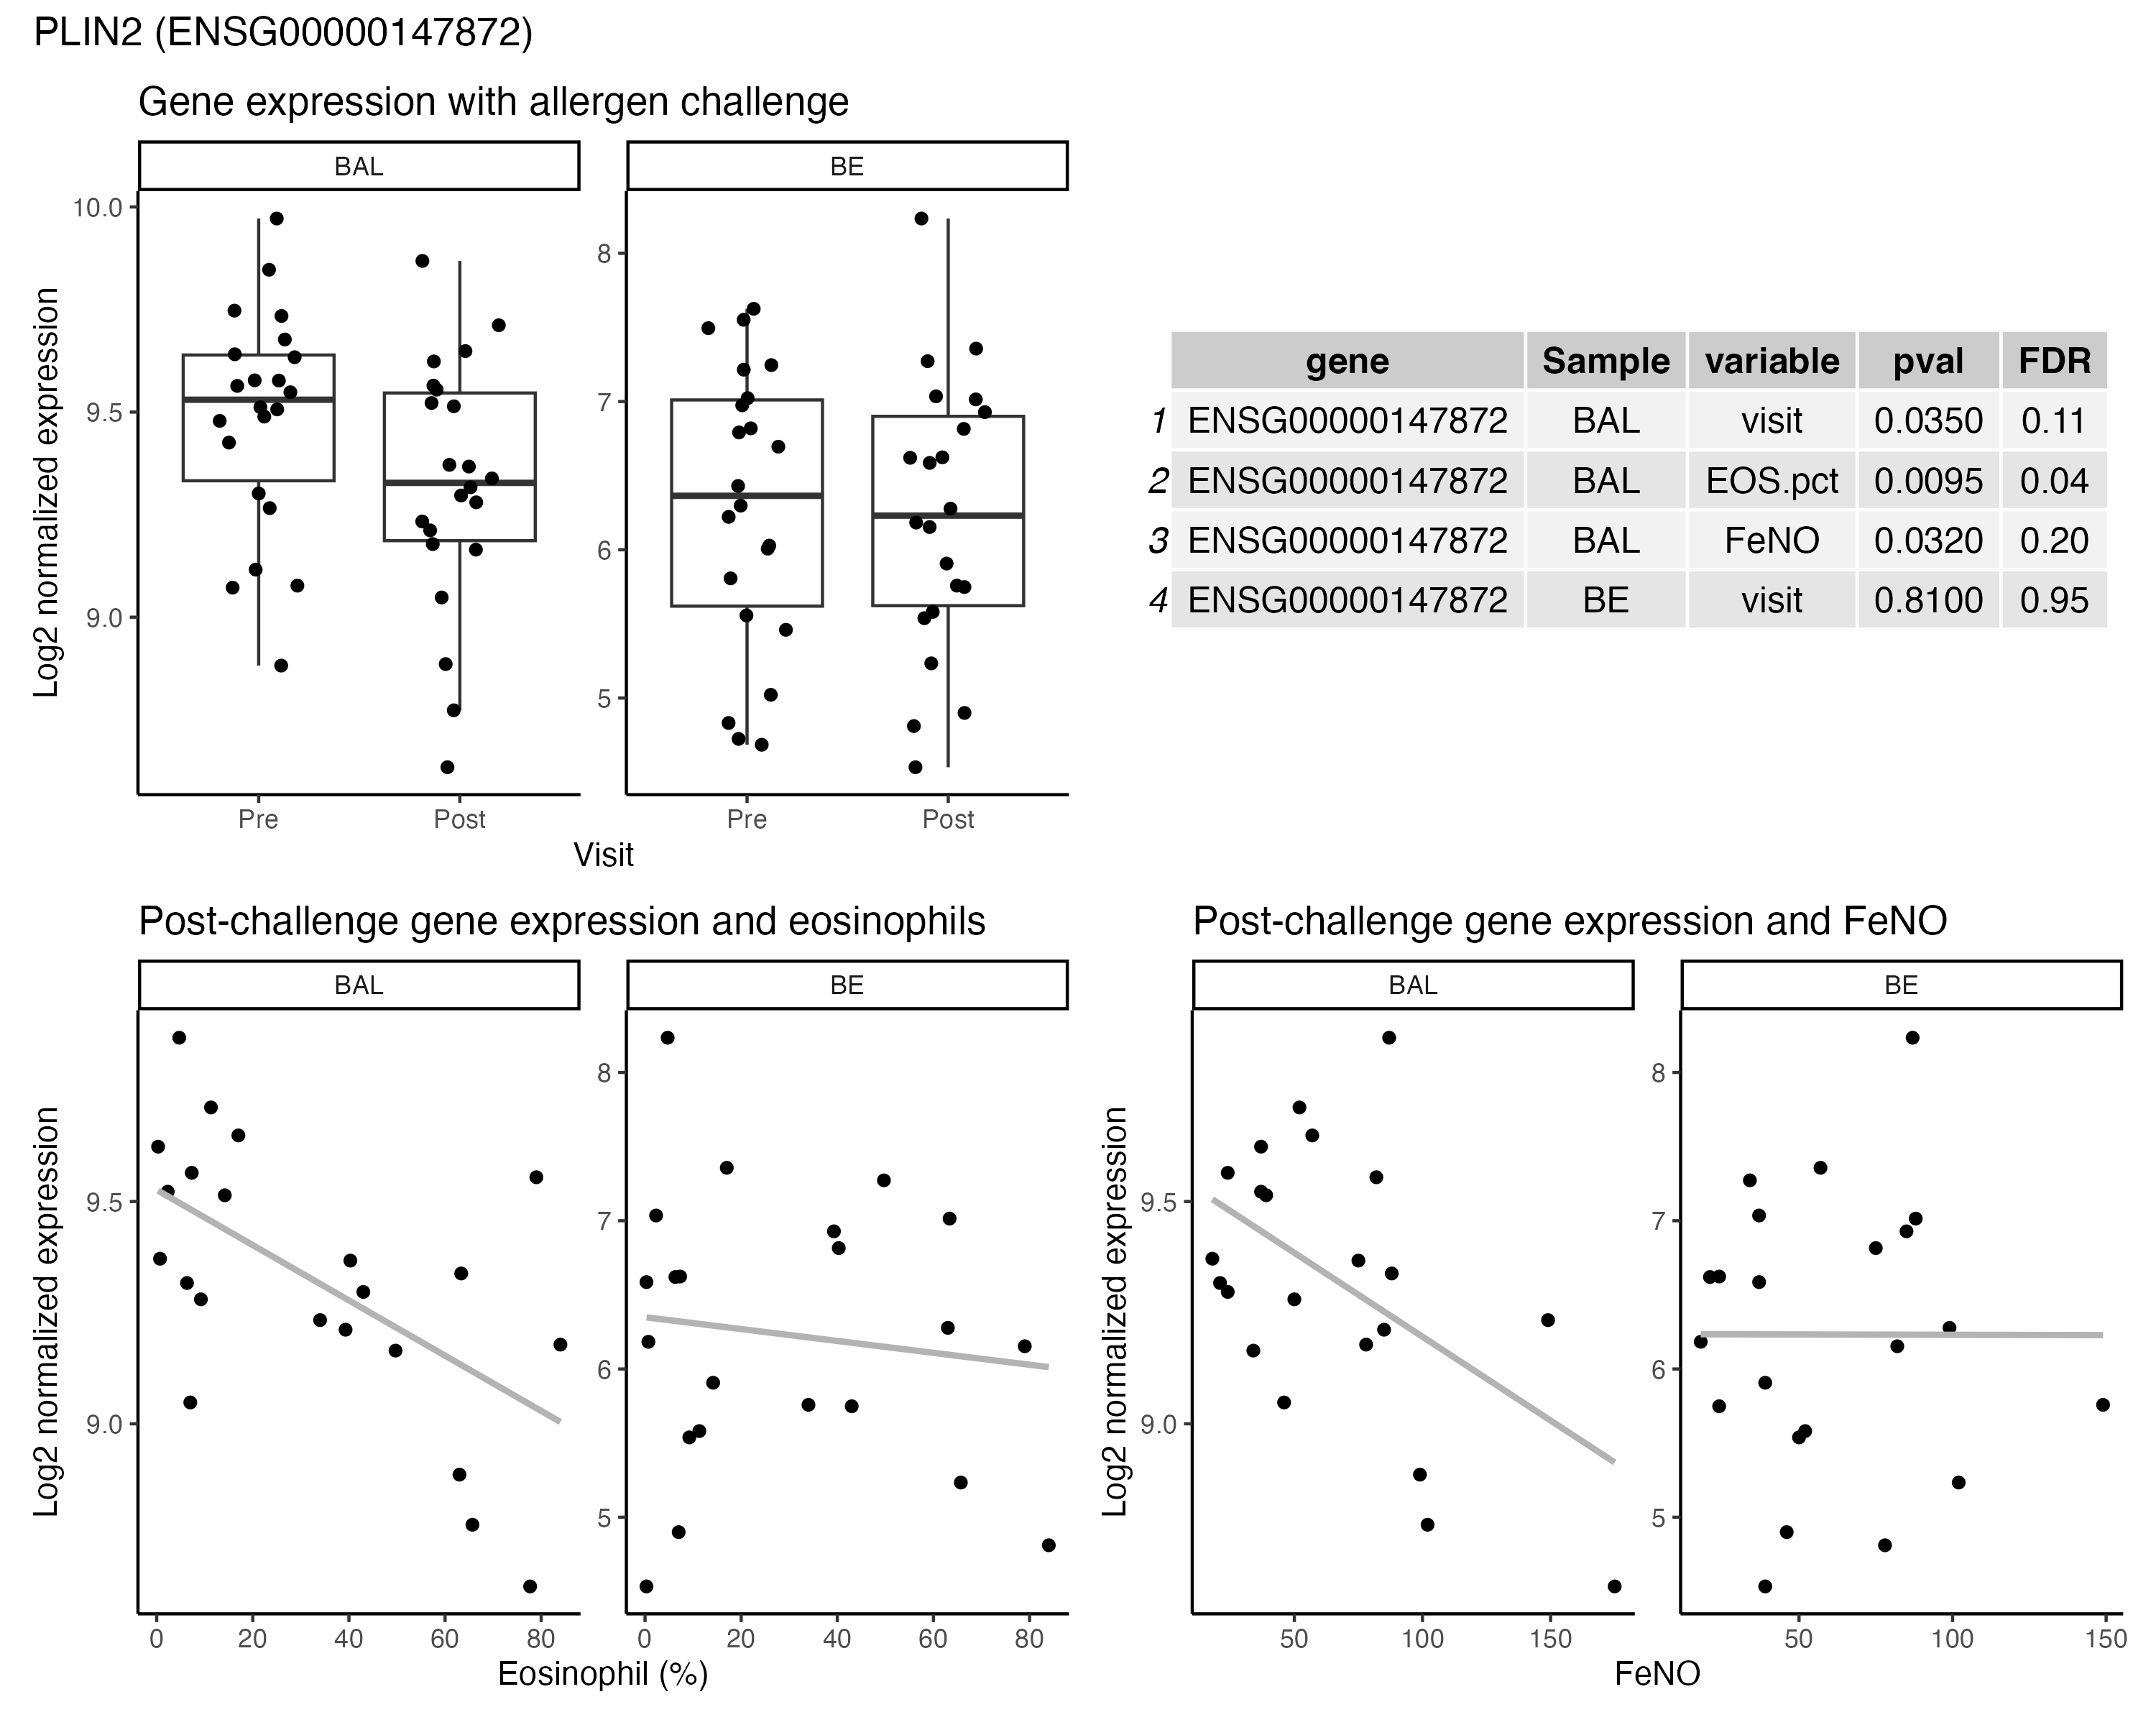 PLIN2 (ENSG00000147872)
Gene expression with allergen challenge
BAL
BE
Log2 normalized expression
10.0
9.5
9.0
8
7
6
5
Pre
Post
Pre
Post
Visit
gene Sample variable pval FDR
1 ENSG00000147872 BAL visit 0.0350 0.11
2 ENSG00000147872 BAL EOS.pct 0.0095 0.04
3 ENSG00000147872 BAL FeNO 0.0320 0.20
4 ENSG00000147872 BE visit 0.8100 0.95
Post-challenge gene expression and eosinophils
BAL
BE
Log2 normalized expression
9.5
9.0
8
7
6
5
0 20 40 60 80
0 20 40 60 80
Eosinophil (%)
Post-challenge gene expression and FeNO
BAL
BE
Log2 normalized expression
9.5
9.0
8
7
6
5
50 100 150
50 100 150
FeNO